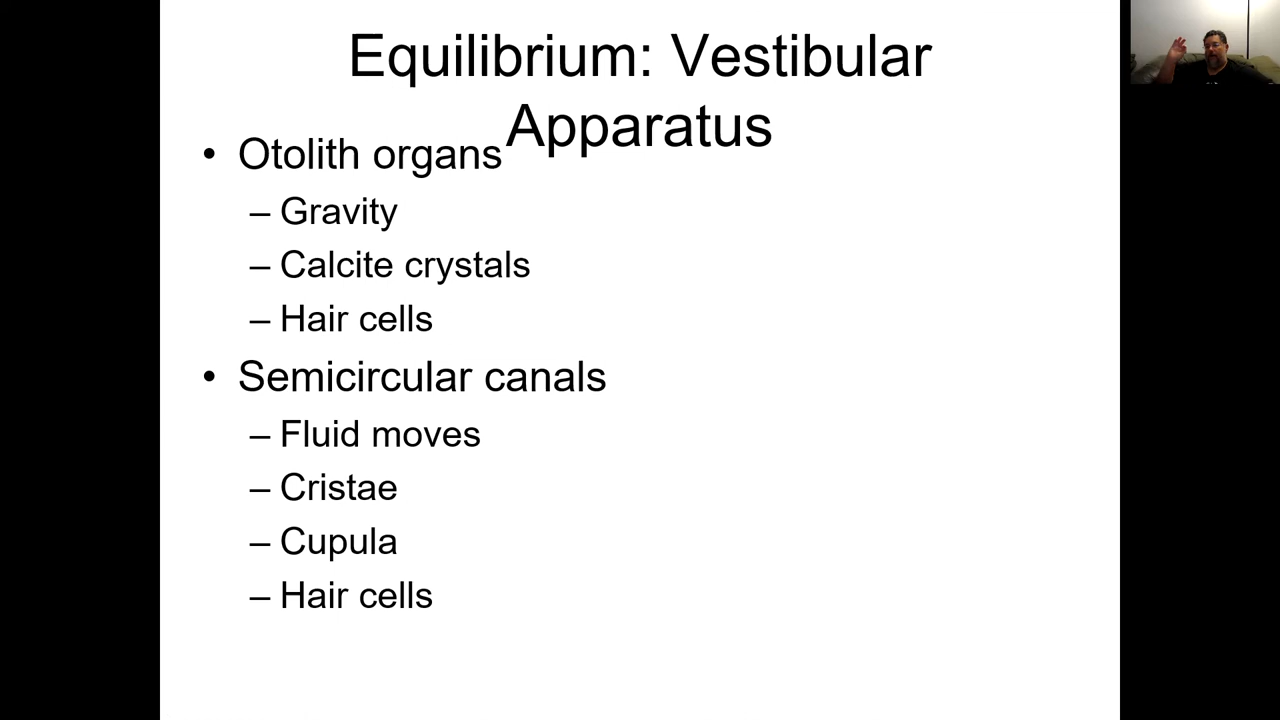 Equilibrium: Vestibular
Apparatus
• Otolith organs
– Gravity
– Calcite crystals
– Hair cells
• Semicircular canals
– Fluid moves
– Cristae
– Cupula
– Hair cells